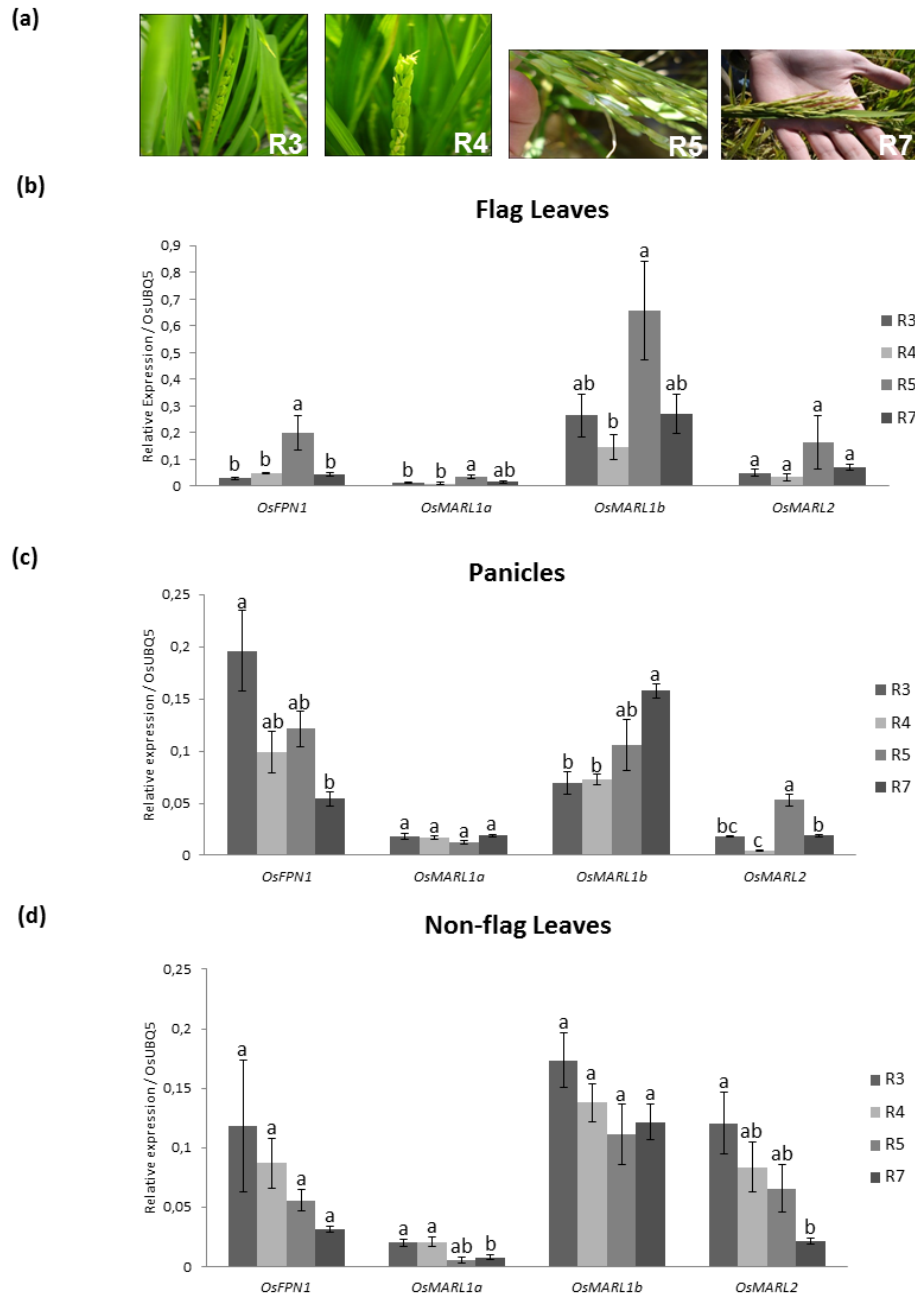 (a)
R3 R4 R5 R7
(b)
Flag Leaves
Relative Expression / OsUBQ5
0,9
0,8
0,7
0,6
0,5
0,4
0,3
0,2
0,1
0
b b a b
b b a ab
ab b a ab
a a a a
OsFPN1 OsMARL1a OsMARL1b OsMARL2
R3
R4
R5
R7
(c)
Panicles
Relative expression / OsUBQ5
0,25
0,2
0,15
0,1
0,05
0
a ab ab b
a a a a
b b ab a
bc c a b
OsFPN1 OsMARL1a OsMARL1b OsMARL2
R3
R4
R5
R7
(d)
Non-flag Leaves
Relative expression / OsUBQ5
0,25
0,2
0,15
0,1
0,05
0
a a a a
a a ab b
a a a a
a ab ab b
OsFPN1 OsMARL1a OsMARL1b OsMARL2
R3
R4
R5
R7